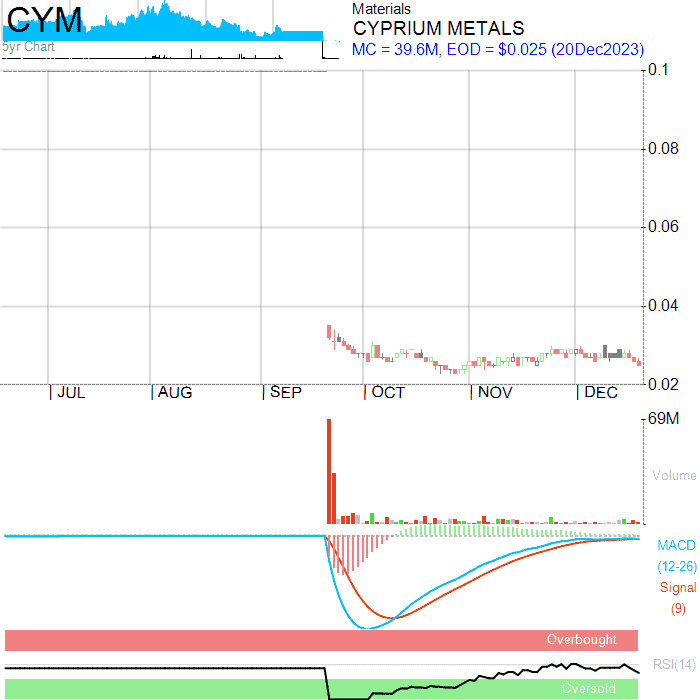 CYM
5yr Chart
Materials
CYPRIUM METALS
MC = 39.6M, EOD = $0.025 (20Dec2023)
0.1
0.08
0.06
0.04
0.02
| JUL | AUG | SEP | OCT | NOV | DEC
69M
Volume
MACD
(12-26)
Signal
(9)
Overbought
RSI(14)
Oversold